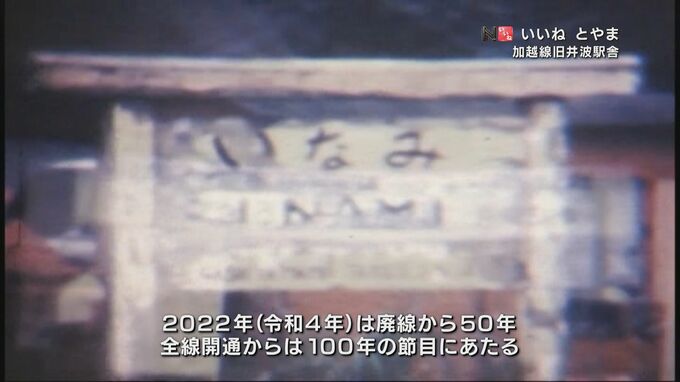 いいね とやま
加越線旧井波駅舎
いなみ
INAMI
2022年(令和4年)は廃線から50年
全線開通からは100年の節目にあたる